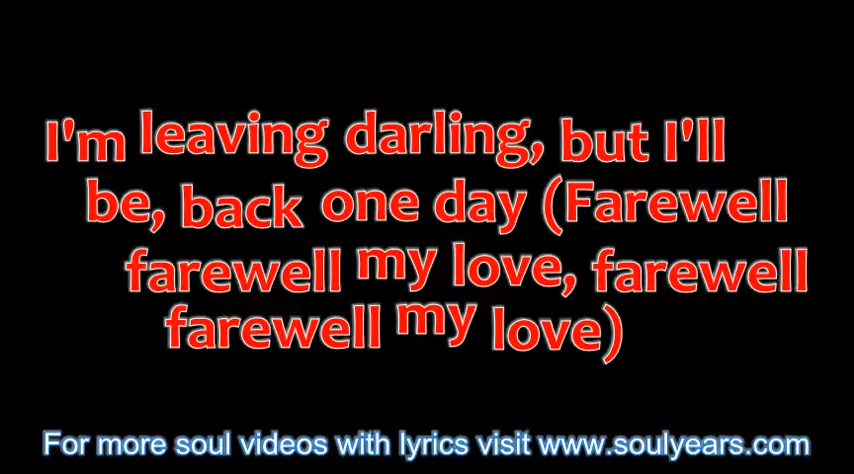 I'm leaving darling, but I'll
be, back one day (Farewell
farewell my love, farewell
farewell my love)
For more soul videos with lyrics visit www.soulyears.com